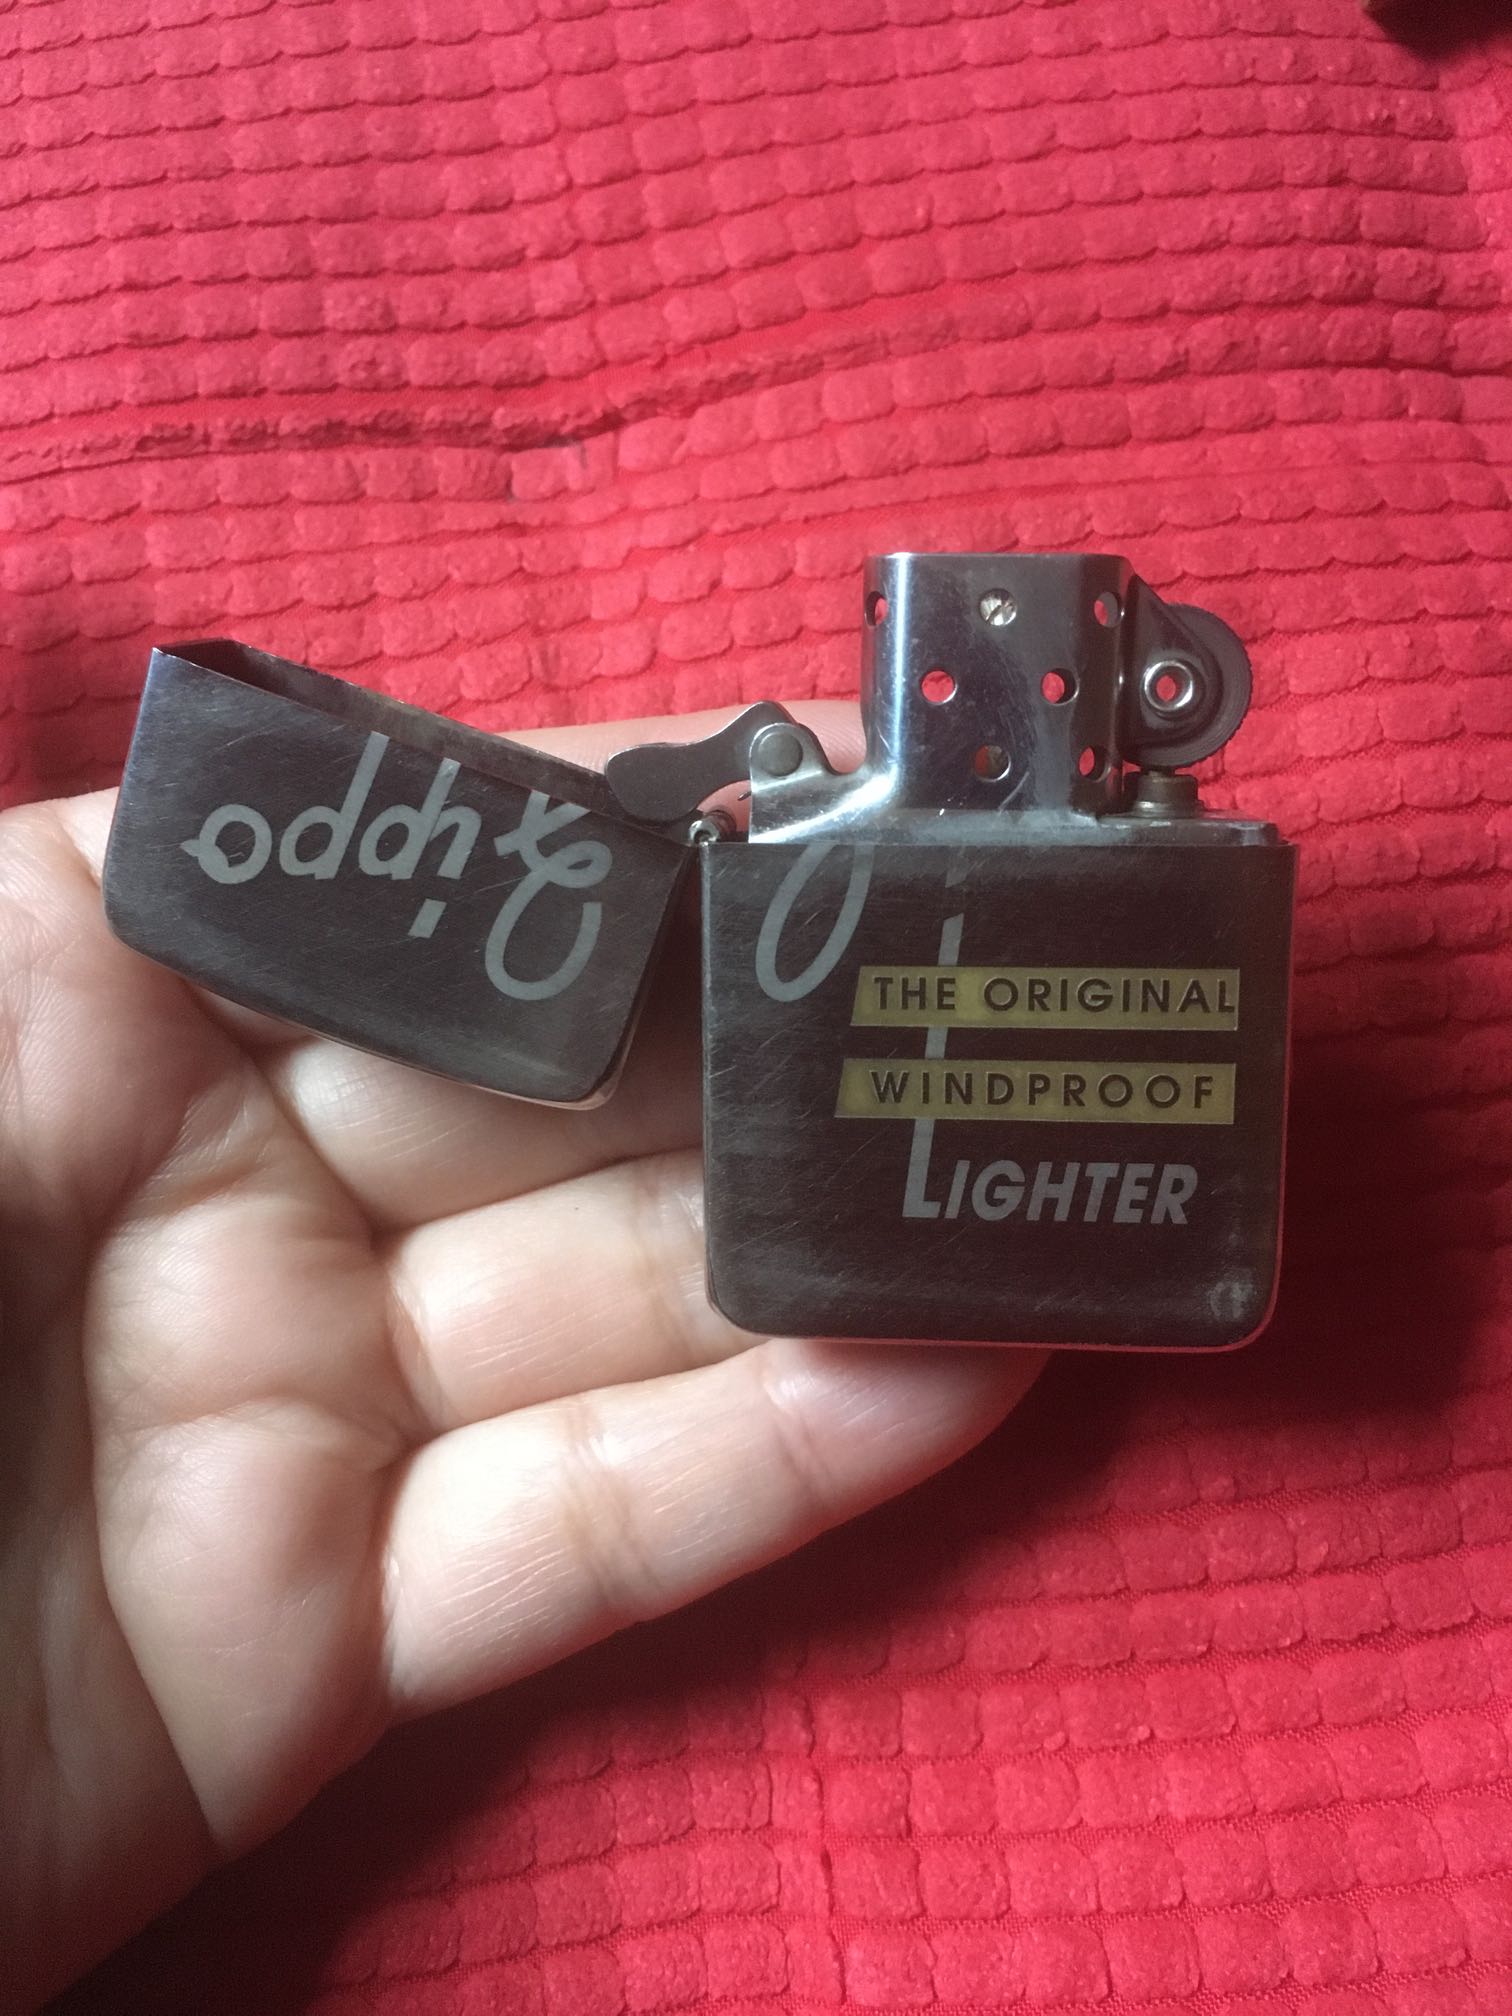 Zippo
THE ORIGINAL
WINDPROOF
LIGHTER